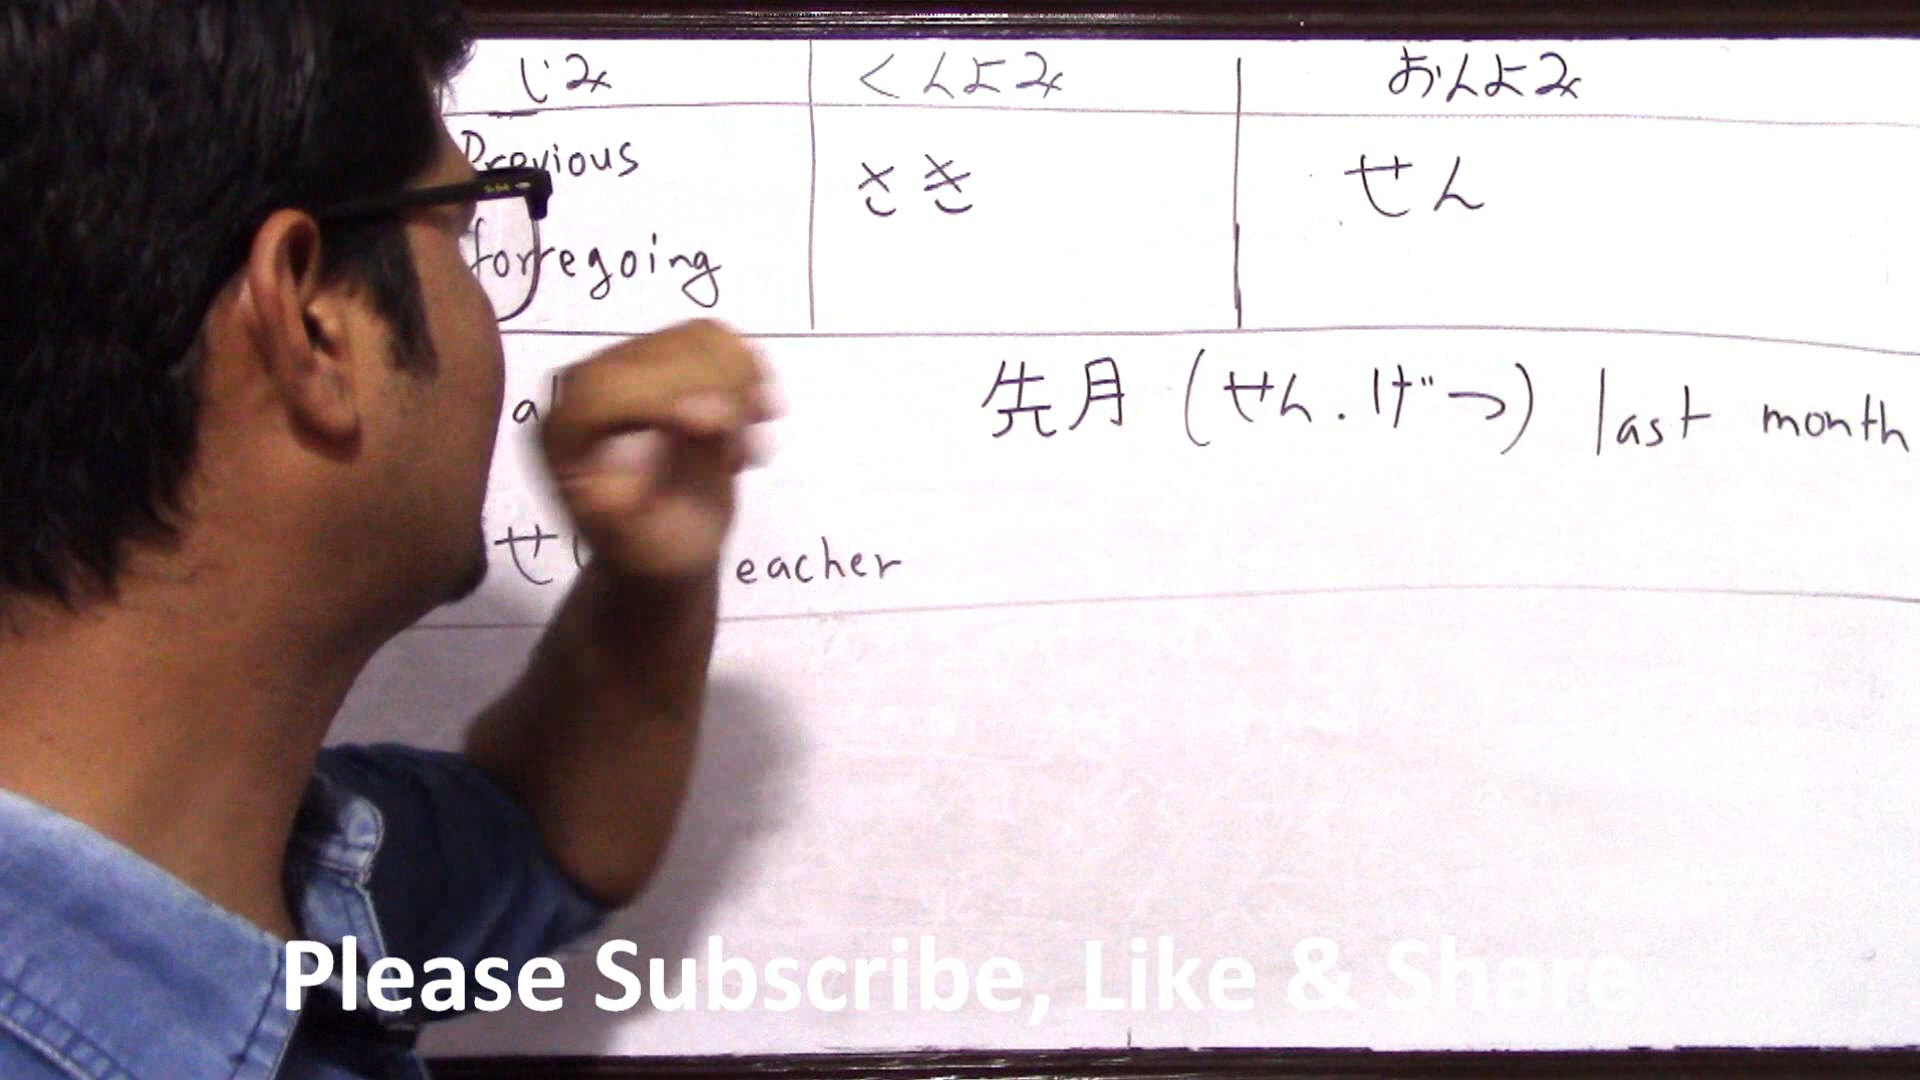 じみ くんよみ おんよみ
Previous さき せん
forregoing
先月 (せん.げつ) last month
せ eacher
Please Subscribe, Like & Share